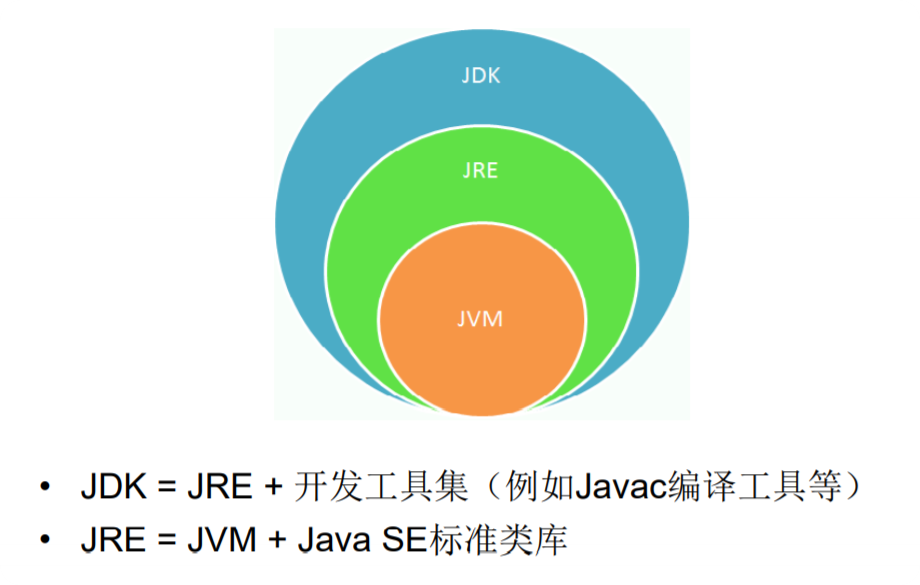 JDK
JRE
JVM
• JDK = JRE + 开发工具集（例如Javac编译工具等）
• JRE = JVM + Java SE标准类库